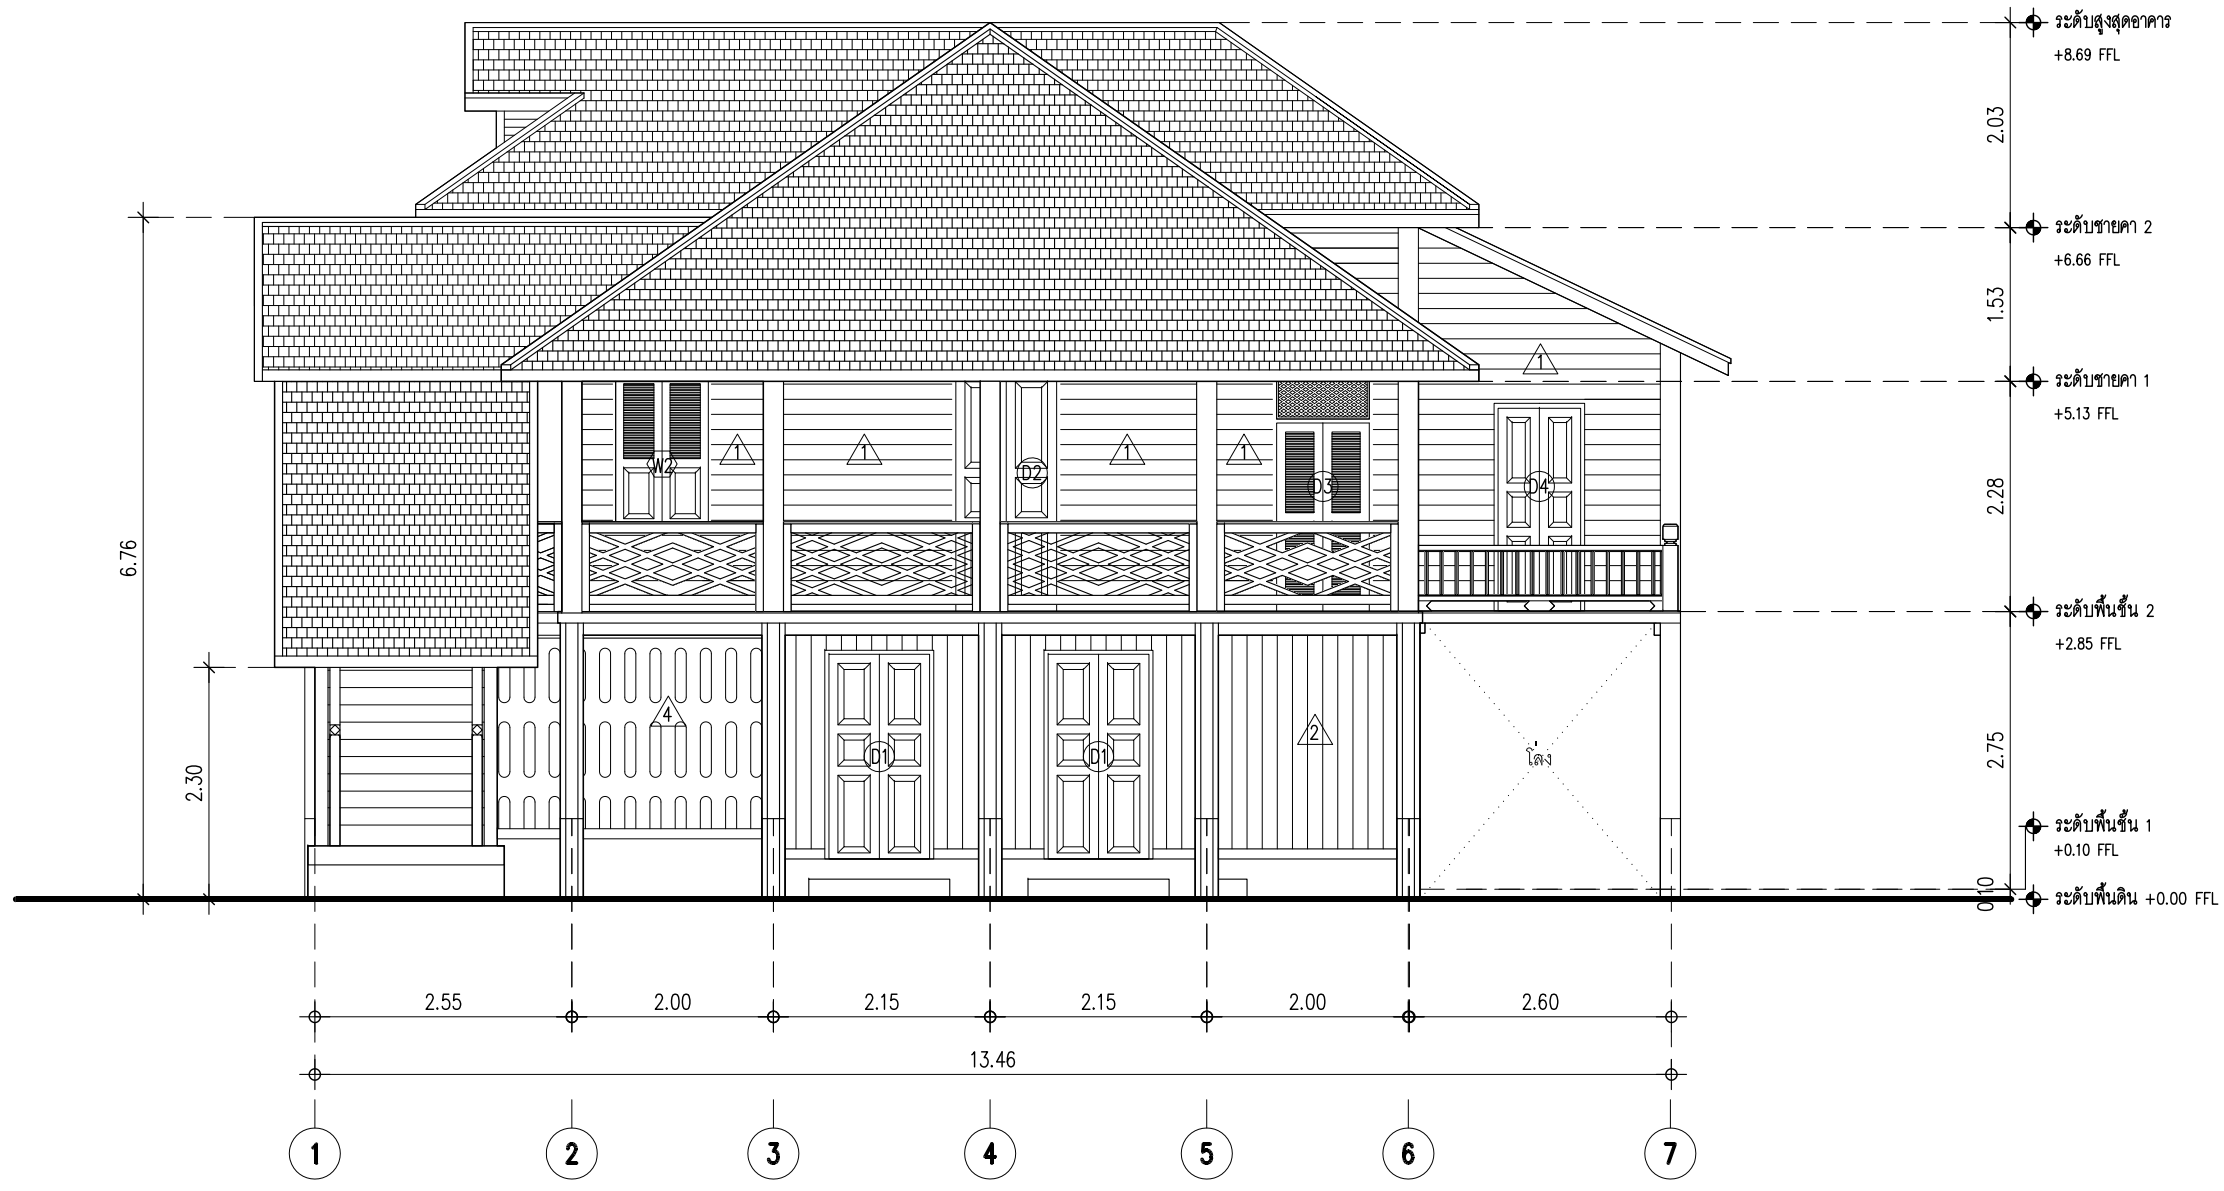 ระดับสูงสุดอาคาร
+8.69 FFL
2.03
ระดับชายคา 2
+6.66 FFL
1.53
1
ระดับชายคา 1
+5.13 FFL
1
1
1
1
W2
D2
D3
D4
2.28
6.76
ระดับพื้นชั้น 2
+2.85 FFL
4
2
D1
D1
โล่ง
2.75
2.30
ระดับพื้นชั้น 1
+0.10 FFL
0.10
ระดับพื้นดิน +0.00 FFL
2.55
2.00
2.15
2.15
2.00
2.60
13.46
1
2
3
4
5
6
7